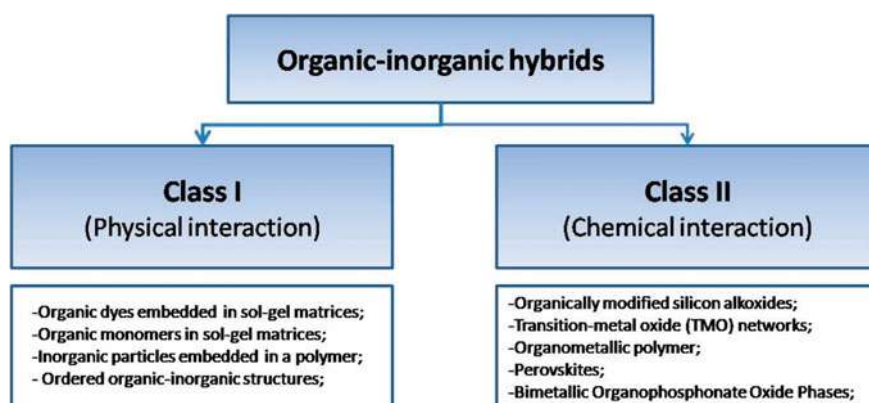 Organic-inorganic hybrids
Class I
(Physical interaction)
-Organic dyes embedded in sol-gel matrices;
-Organic monomers in sol-gel matrices;
-Inorganic particles embedded in a polymer;
- Ordered organic-inorganic structures;
Class II
(Chemical interaction)
-Organically modified silicon alkoxides;
-Transition-metal oxide (TMO) networks;
-Organometallic polymer;
-Perovskites;
-Bimetallic Organophosphonate Oxide Phases;